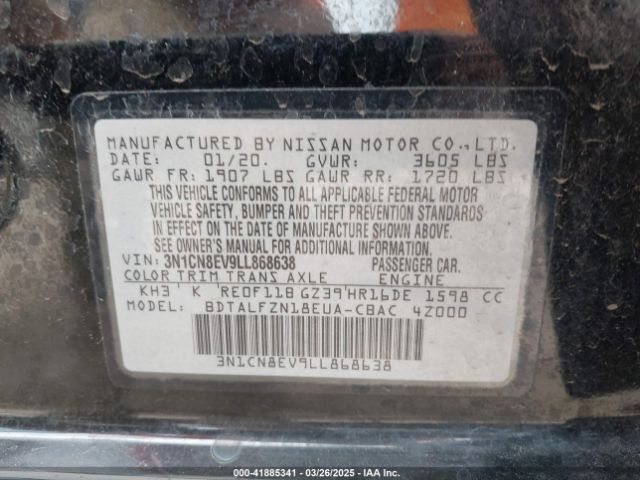 MANUFACTURED BY NISSAN MOTOR CO., LTD.
DATE: 01/20. GVWR: 3605 LBS
GAWR FR: 1907 LBS GAWR RR: 1720 LBS
THIS VEHICLE CONFORMS TO ALL APPLICABLE FEDERAL MOTOR
VEHICLE SAFETY, BUMPER AND THEFT PREVENTION STANDARDS
IN EFFECT ON THE DATE OF MANUFACTURE SHOWN ABOVE.
SEE OWNER'S MANUAL FOR ADDITIONAL INFORMATION.
VIN: 3N1CN8EV9LL868638 PASSENGER CAR.
COLOR TRIM TRANS AXLE ENGINE
KH3 K RE0F11B GZ39 HR16DE 1598 CC
MODEL: BDTALFZN18EUA-CBAC 4Z000
3N1CN8EV9LL868638
000-41885341 | 03/26/2025 - IAA Inc.